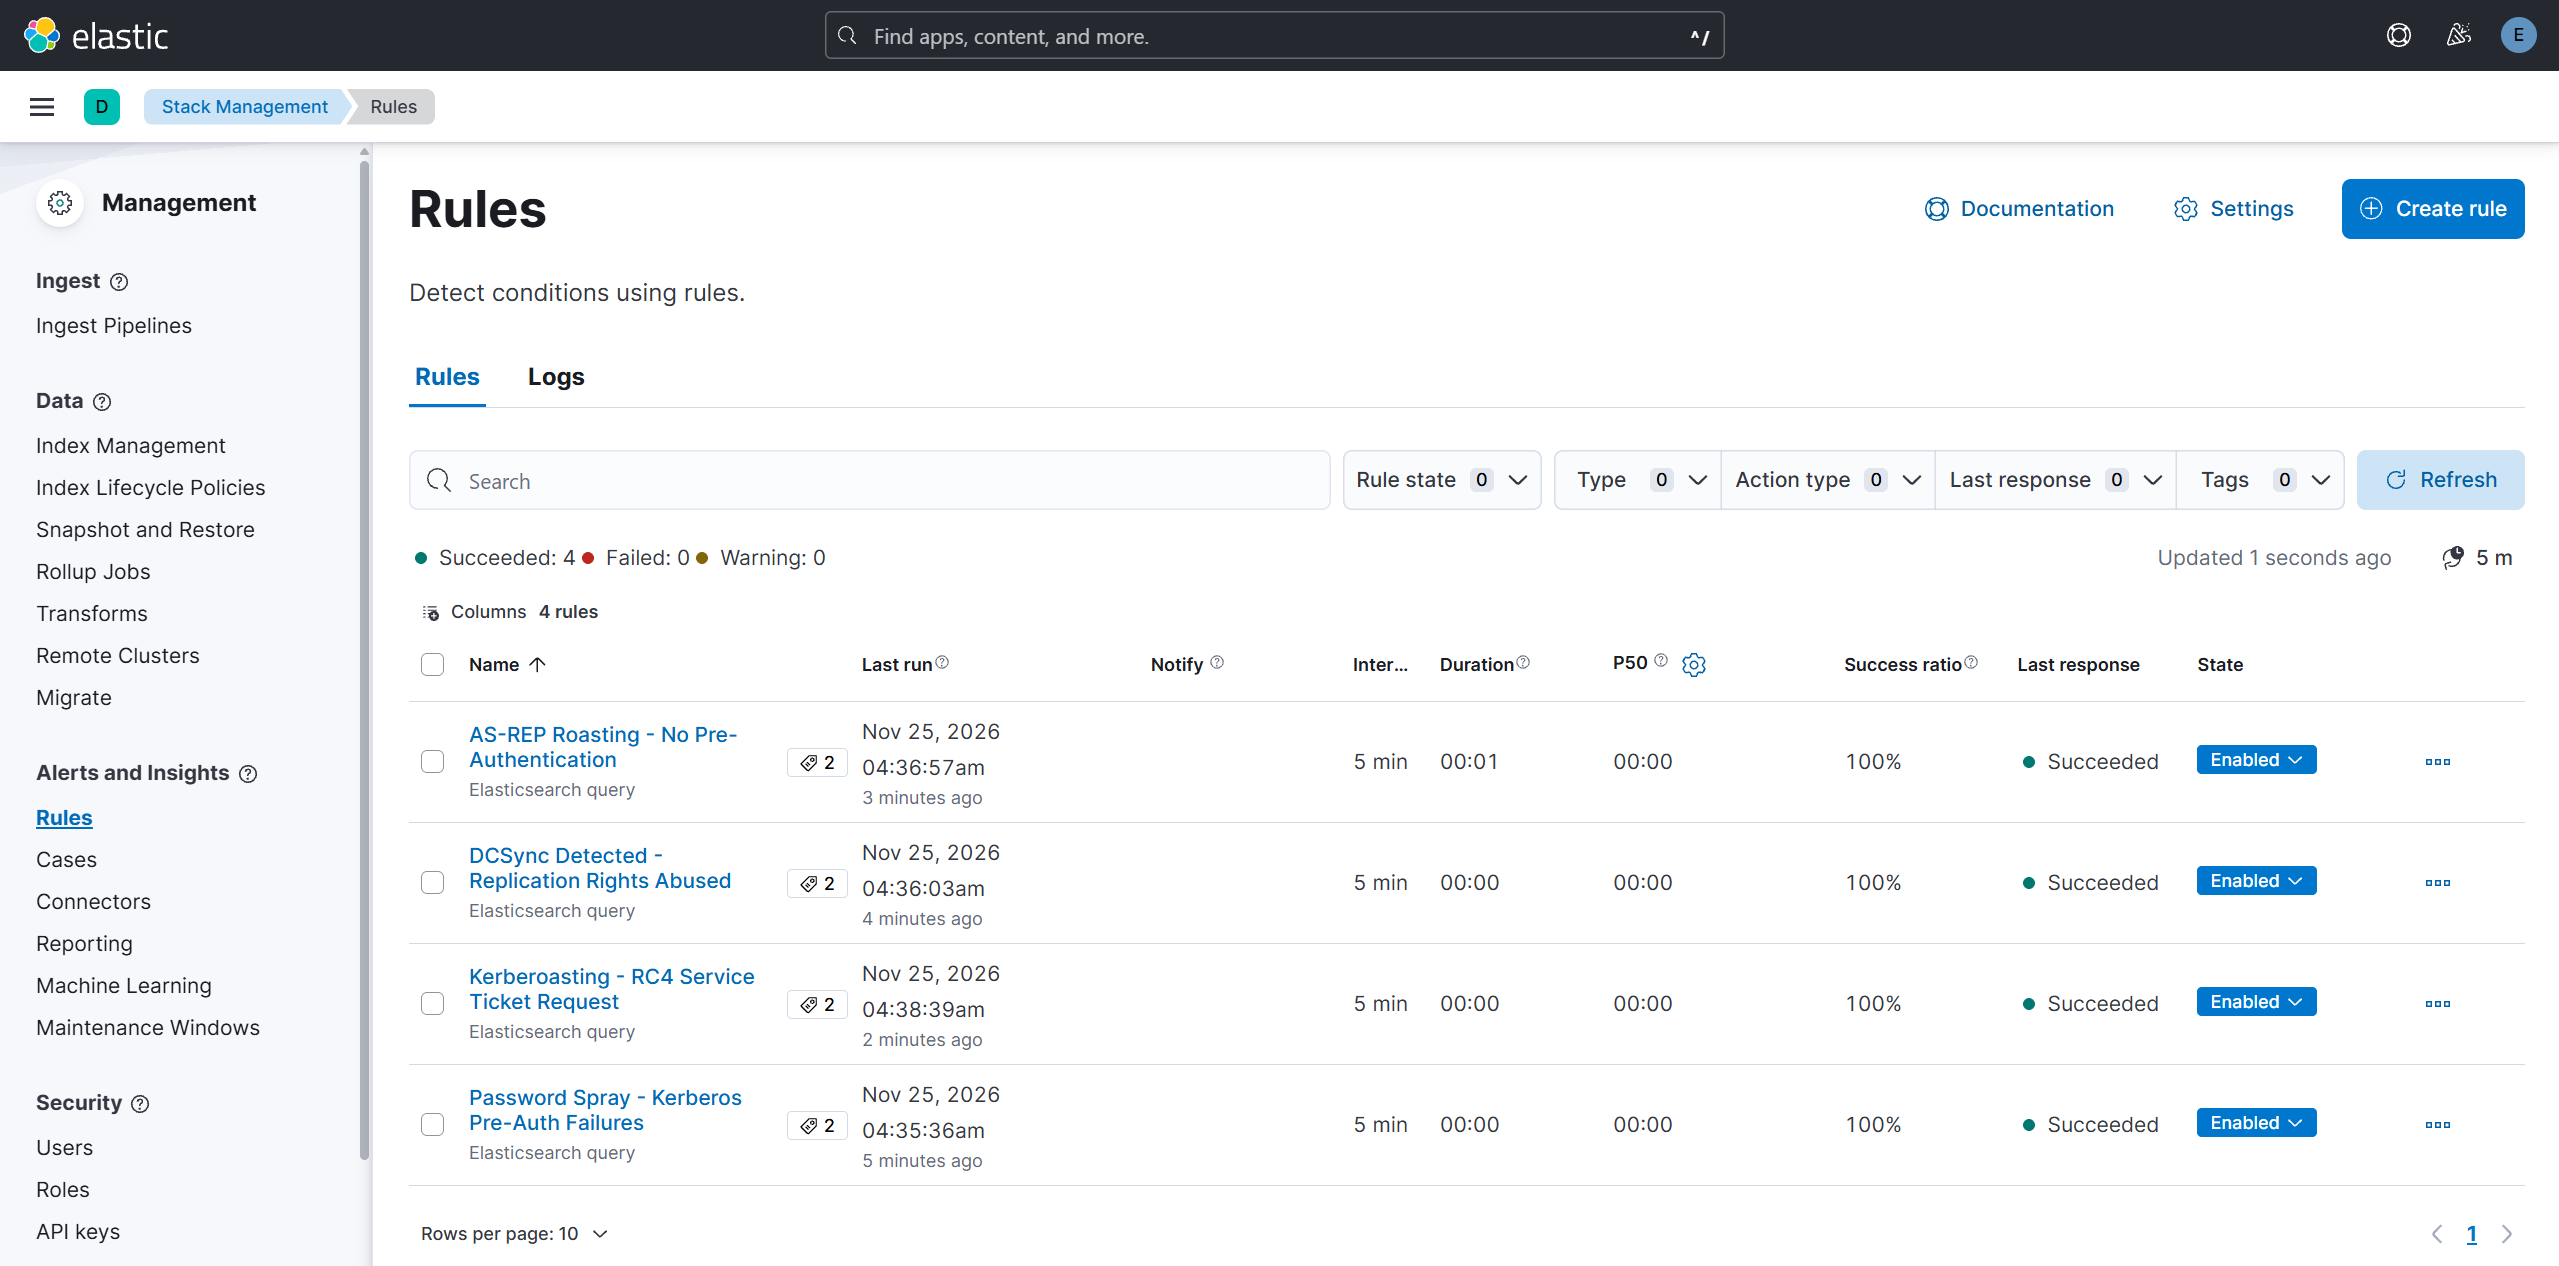 elastic
Find apps, content, and more.
^/
E
D
Stack Management
Rules
Management
Ingest
Ingest Pipelines
Data
Index Management
Index Lifecycle Policies
Snapshot and Restore
Rollup Jobs
Transforms
Remote Clusters
Migrate
Alerts and Insights
Rules
Cases
Connectors
Reporting
Machine Learning
Maintenance Windows
Security
Users
Roles
API keys
Rules
Documentation
Settings
Create rule
Detect conditions using rules.
Rules
Logs
Search
Rule state 0
Type 0
Action type 0
Last response 0
Tags 0
Refresh
Succeeded: 4 Failed: 0 Warning: 0
Updated 1 seconds ago
5 m
Columns 4 rules
Name Last run Notify Inter... Duration P50 Success ratio Last response State
AS-REP Roasting - No Pre-
Authentication
Elasticsearch query
2
Nov 25, 2026
04:36:57am
3 minutes ago
5 min 00:01 00:00 100% Succeeded Enabled
DCSync Detected -
Replication Rights Abused
Elasticsearch query
2
Nov 25, 2026
04:36:03am
4 minutes ago
5 min 00:00 00:00 100% Succeeded Enabled
Kerberoasting - RC4 Service
Ticket Request
Elasticsearch query
2
Nov 25, 2026
04:38:39am
2 minutes ago
5 min 00:00 00:00 100% Succeeded Enabled
Password Spray - Kerberos
Pre-Auth Failures
Elasticsearch query
2
Nov 25, 2026
04:35:36am
5 minutes ago
5 min 00:00 00:00 100% Succeeded Enabled
Rows per page: 10
1